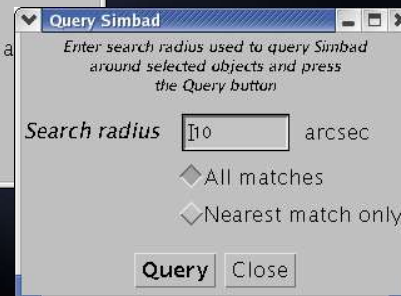 a
Query Simbad
Enter search radius used to query Simbad
around selected objects and press
the Query button
Search radius 10 arcsec
All matches
Nearest match only
Query Close